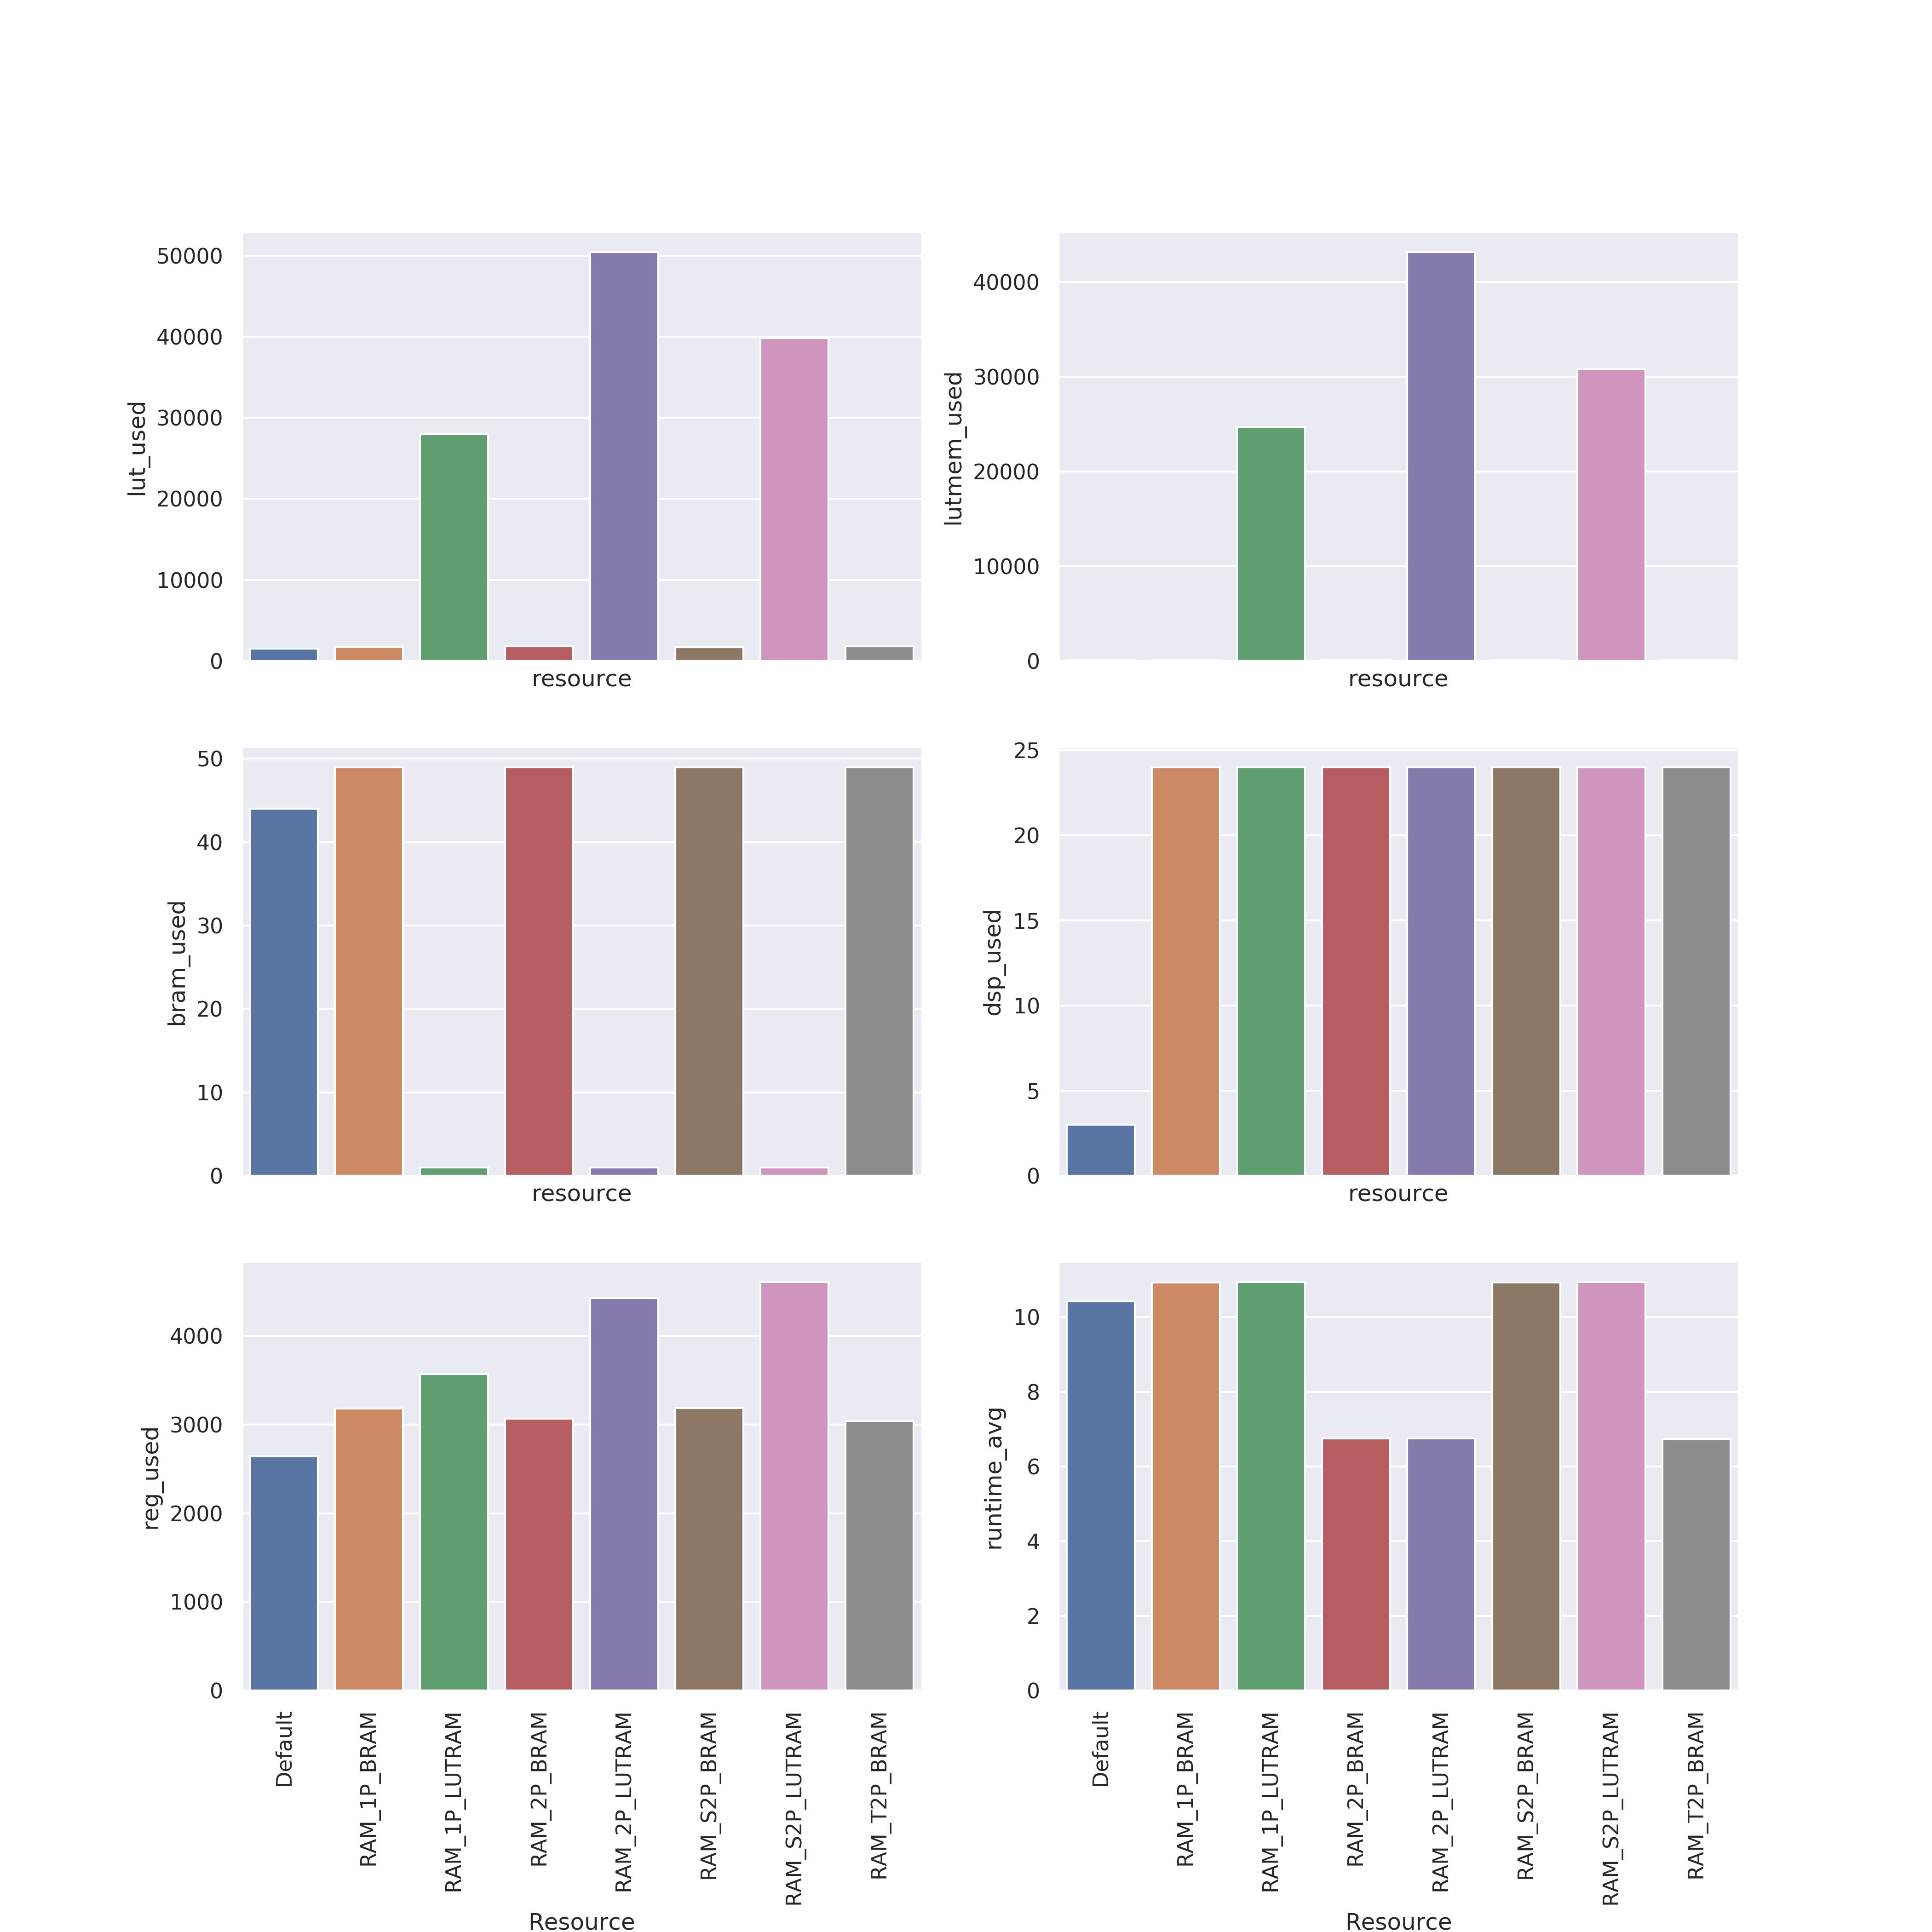 50000
40000
30000
20000
10000
0
lut_used
resource
40000
30000
20000
10000
0
lutmem_used
resource
50
40
30
20
10
0
bram_used
resource
25
20
15
10
5
0
dsp_used
resource
4000
3000
2000
1000
0
reg_used
Default
RAM_1P_BRAM
RAM_1P_LUTRAM
RAM_2P_BRAM
RAM_2P_LUTRAM
RAM_S2P_BRAM
RAM_S2P_LUTRAM
RAM_T2P_BRAM
Resource
10
8
6
4
2
0
runtime_avg
Default
RAM_1P_BRAM
RAM_1P_LUTRAM
RAM_2P_BRAM
RAM_2P_LUTRAM
RAM_S2P_BRAM
RAM_S2P_LUTRAM
RAM_T2P_BRAM
Resource